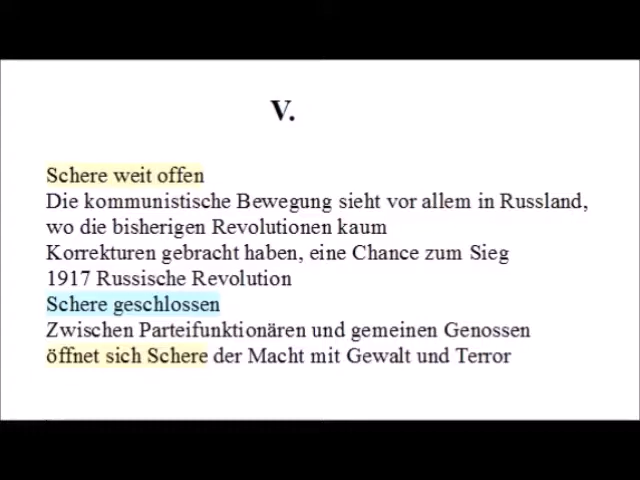 V.
Schere weit offen
Die kommunistische Bewegung sieht vor allem in Russland,
wo die bisherigen Revolutionen kaum
Korrekturen gebracht haben, eine Chance zum Sieg
1917 Russische Revolution
Schere geschlossen
Zwischen Parteifunktionären und gemeinen Genossen
öffnet sich Schere der Macht mit Gewalt und Terror